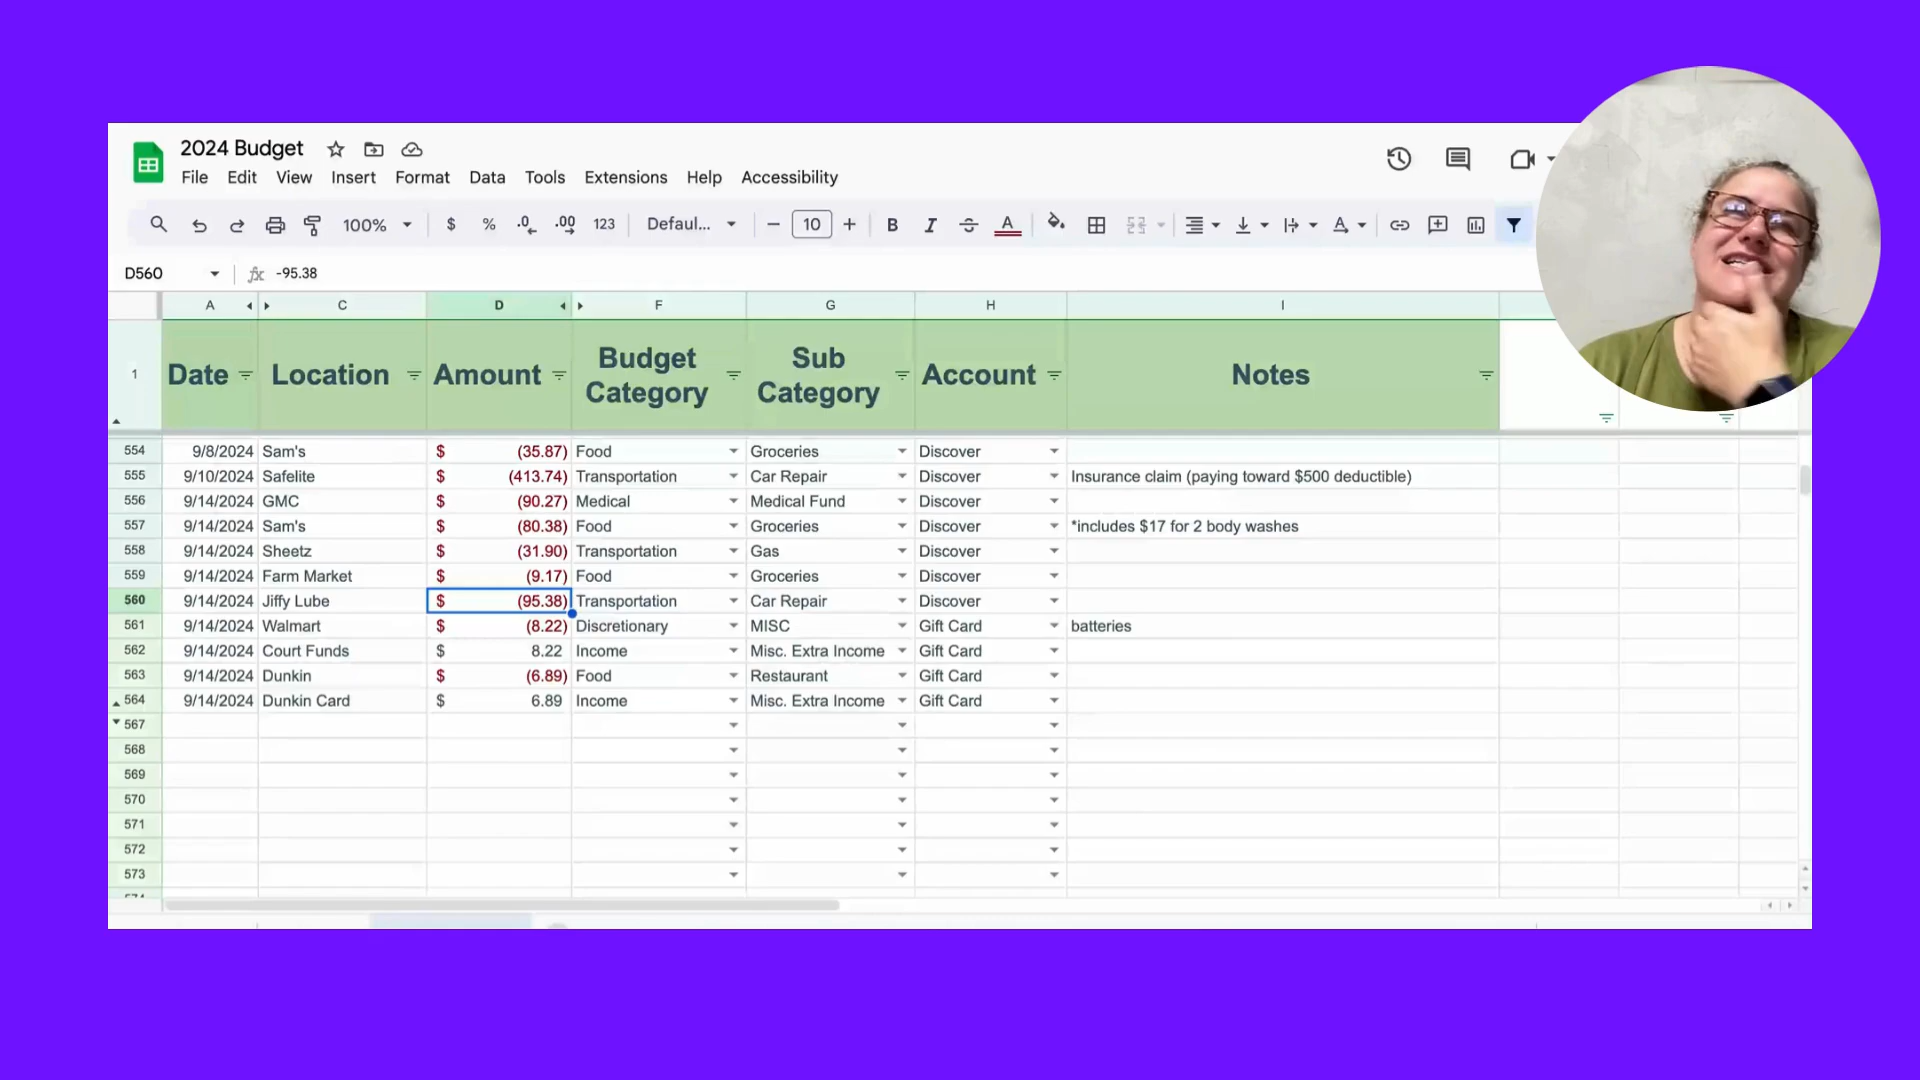 2024 Budget
File Edit View Insert Format Data Tools Extensions Help Accessibility
100% $ % .0 .00 123 Defaul... 10 B I A A
D560 fx -95.38
A C D F G H I
1 Date Location Amount Budget Category Sub Category Account Notes
554 9/8/2024 Sam's $ (35.87) Food Groceries Discover
555 9/10/2024 Safelite $ (413.74) Transportation Car Repair Discover Insurance claim (paying toward $500 deductible)
556 9/14/2024 GMC $ (90.27) Medical Medical Fund Discover
557 9/14/2024 Sam's $ (80.38) Food Groceries Discover *includes $17 for 2 body washes
558 9/14/2024 Sheetz $ (31.90) Transportation Gas Discover
559 9/14/2024 Farm Market $ (9.17) Food Groceries Discover
560 9/14/2024 Jiffy Lube $ (95.38) Transportation Car Repair Discover
561 9/14/2024 Walmart $ (8.22) Discretionary MISC Gift Card batteries
562 9/14/2024 Court Funds $ 8.22 Income Misc. Extra Income Gift Card
563 9/14/2024 Dunkin $ (6.89) Food Restaurant Gift Card
564 9/14/2024 Dunkin Card $ 6.89 Income Misc. Extra Income Gift Card
567
568
569
570
571
572
573